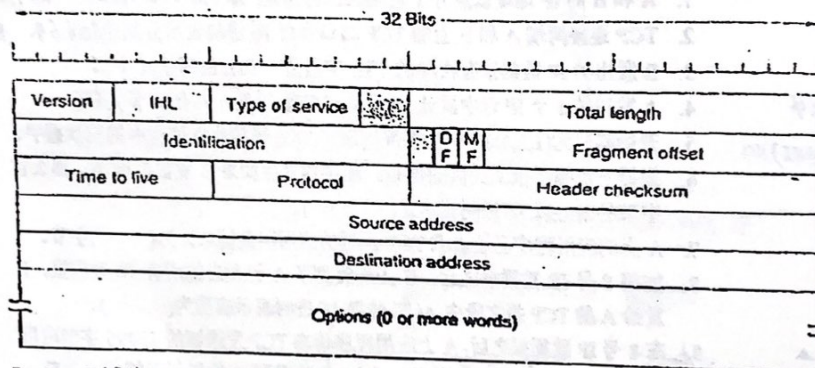 32 Bits
Version IHL Type of service Total length
Identification D F M F Fragment offset
Time to live Protocol Header checksum
Source address
Destination address
Options (0 or more words)